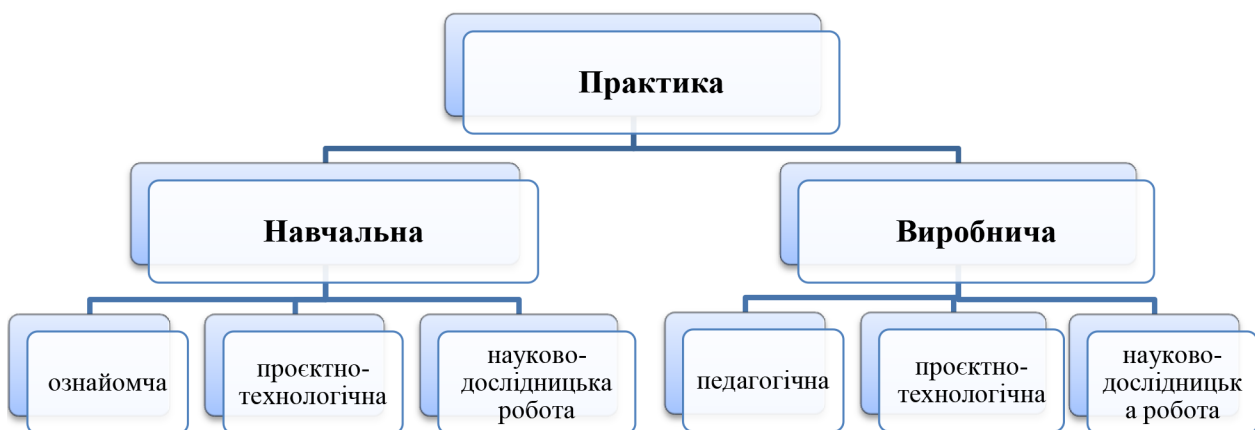 Практика
Навчальна
Виробнича
ознайомча
проєктно-
технологічна
науково-
дослідницька
робота
педагогічна
проєктно-
технологічна
науково-
дослідницьк
а робота